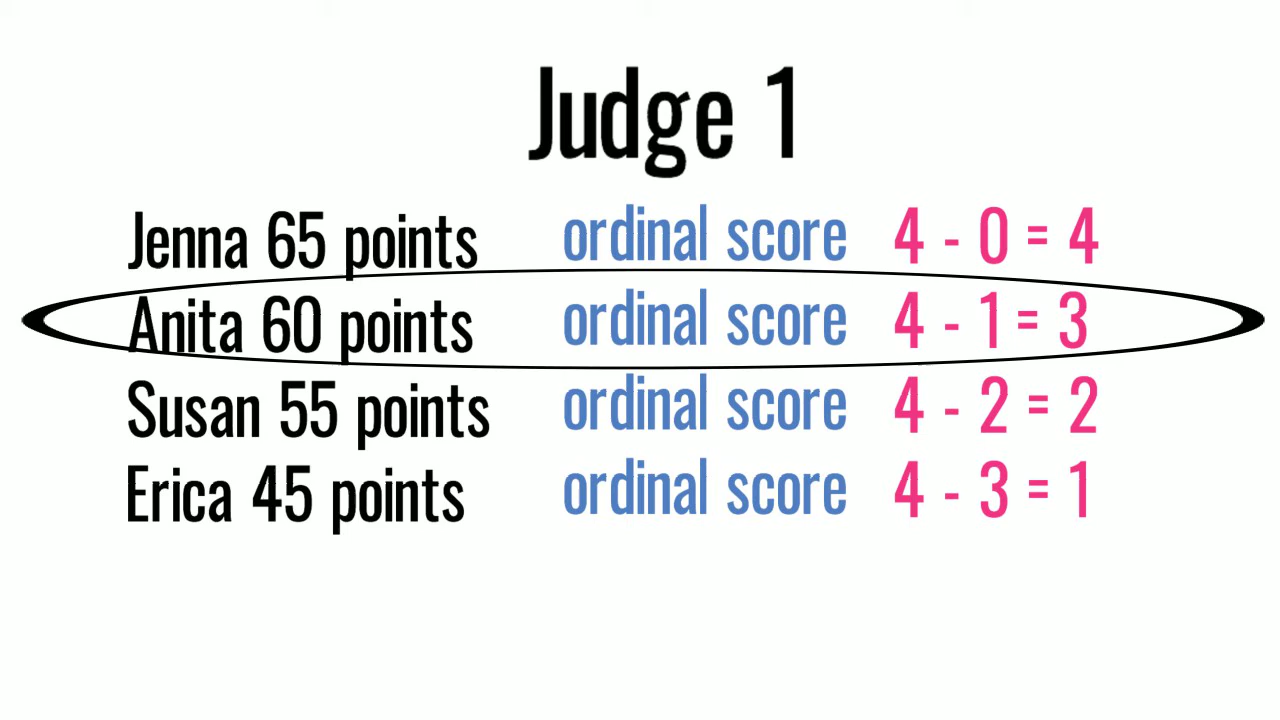 Judge 1
Jenna 65 points ordinal score 4 - 0 = 4
Anita 60 points ordinal score 4 - 1 = 3
Susan 55 points ordinal score 4 - 2 = 2
Erica 45 points ordinal score 4 - 3 = 1